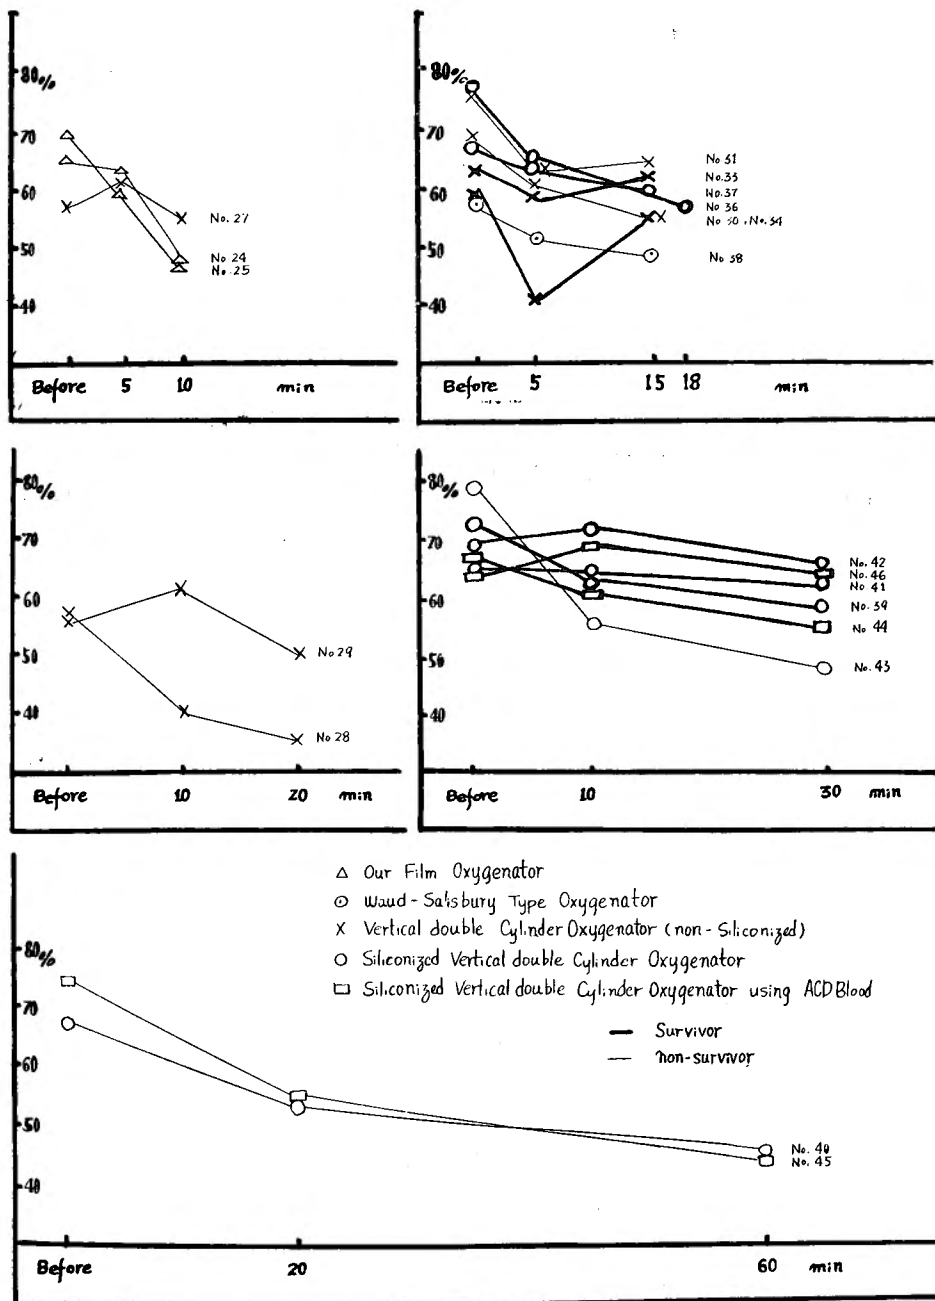 80%
70
60
50
40
No. 27
No 24
No. 25
Before 5 10 min
80%
70
60
50
40
No 31
No.33
No.37
No 36
No 30, No.34
No 38
Before 5 15 18 min
80%
70
60
50
40
No 29
No 28
Before 10 20 min
80%
70
60
50
40
No. 42
No. 46
No 41
No. 39
No 44
No. 43
Before 10 30 min
△ Our Film Oxygenator
⊙ Waud-Salisbury Type Oxygenator
X Vertical double Cylinder Oxygenator (non-Siliconized)
○ Siliconized Vertical double Cylinder Oxygenator
□ Siliconized Vertical double Cylinder Oxygenator using ACD Blood
Survivor
non-survivor
80%
70
60
50
40
No. 40
No. 45
Before 20 60 min